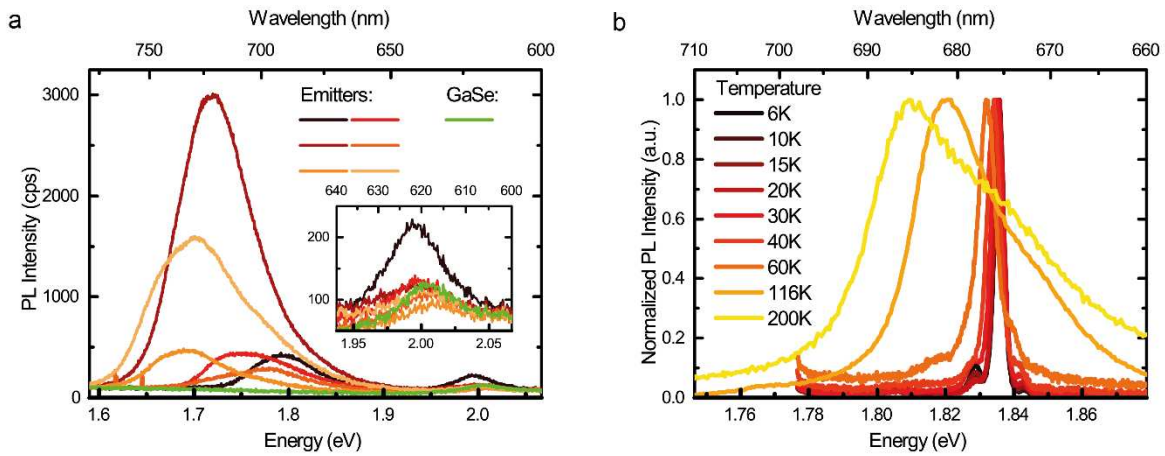 a
Wavelength (nm)
750 700 650 600
PL Intensity (cps)
3000
2000
1000
0
Emitters: GaSe:
640 630 620 610 600
200
100
1.95 2.00 2.05
1.6 1.7 1.8 1.9 2.0
Energy (eV)
b
Wavelength (nm)
710 700 690 680 670 660
Normalized PL Intensity (a.u.)
1.0
0.8
0.6
0.4
0.2
0.0
Temperature
6K
10K
15K
20K
30K
40K
60K
116K
200K
1.76 1.78 1.80 1.82 1.84 1.86
Energy (eV)